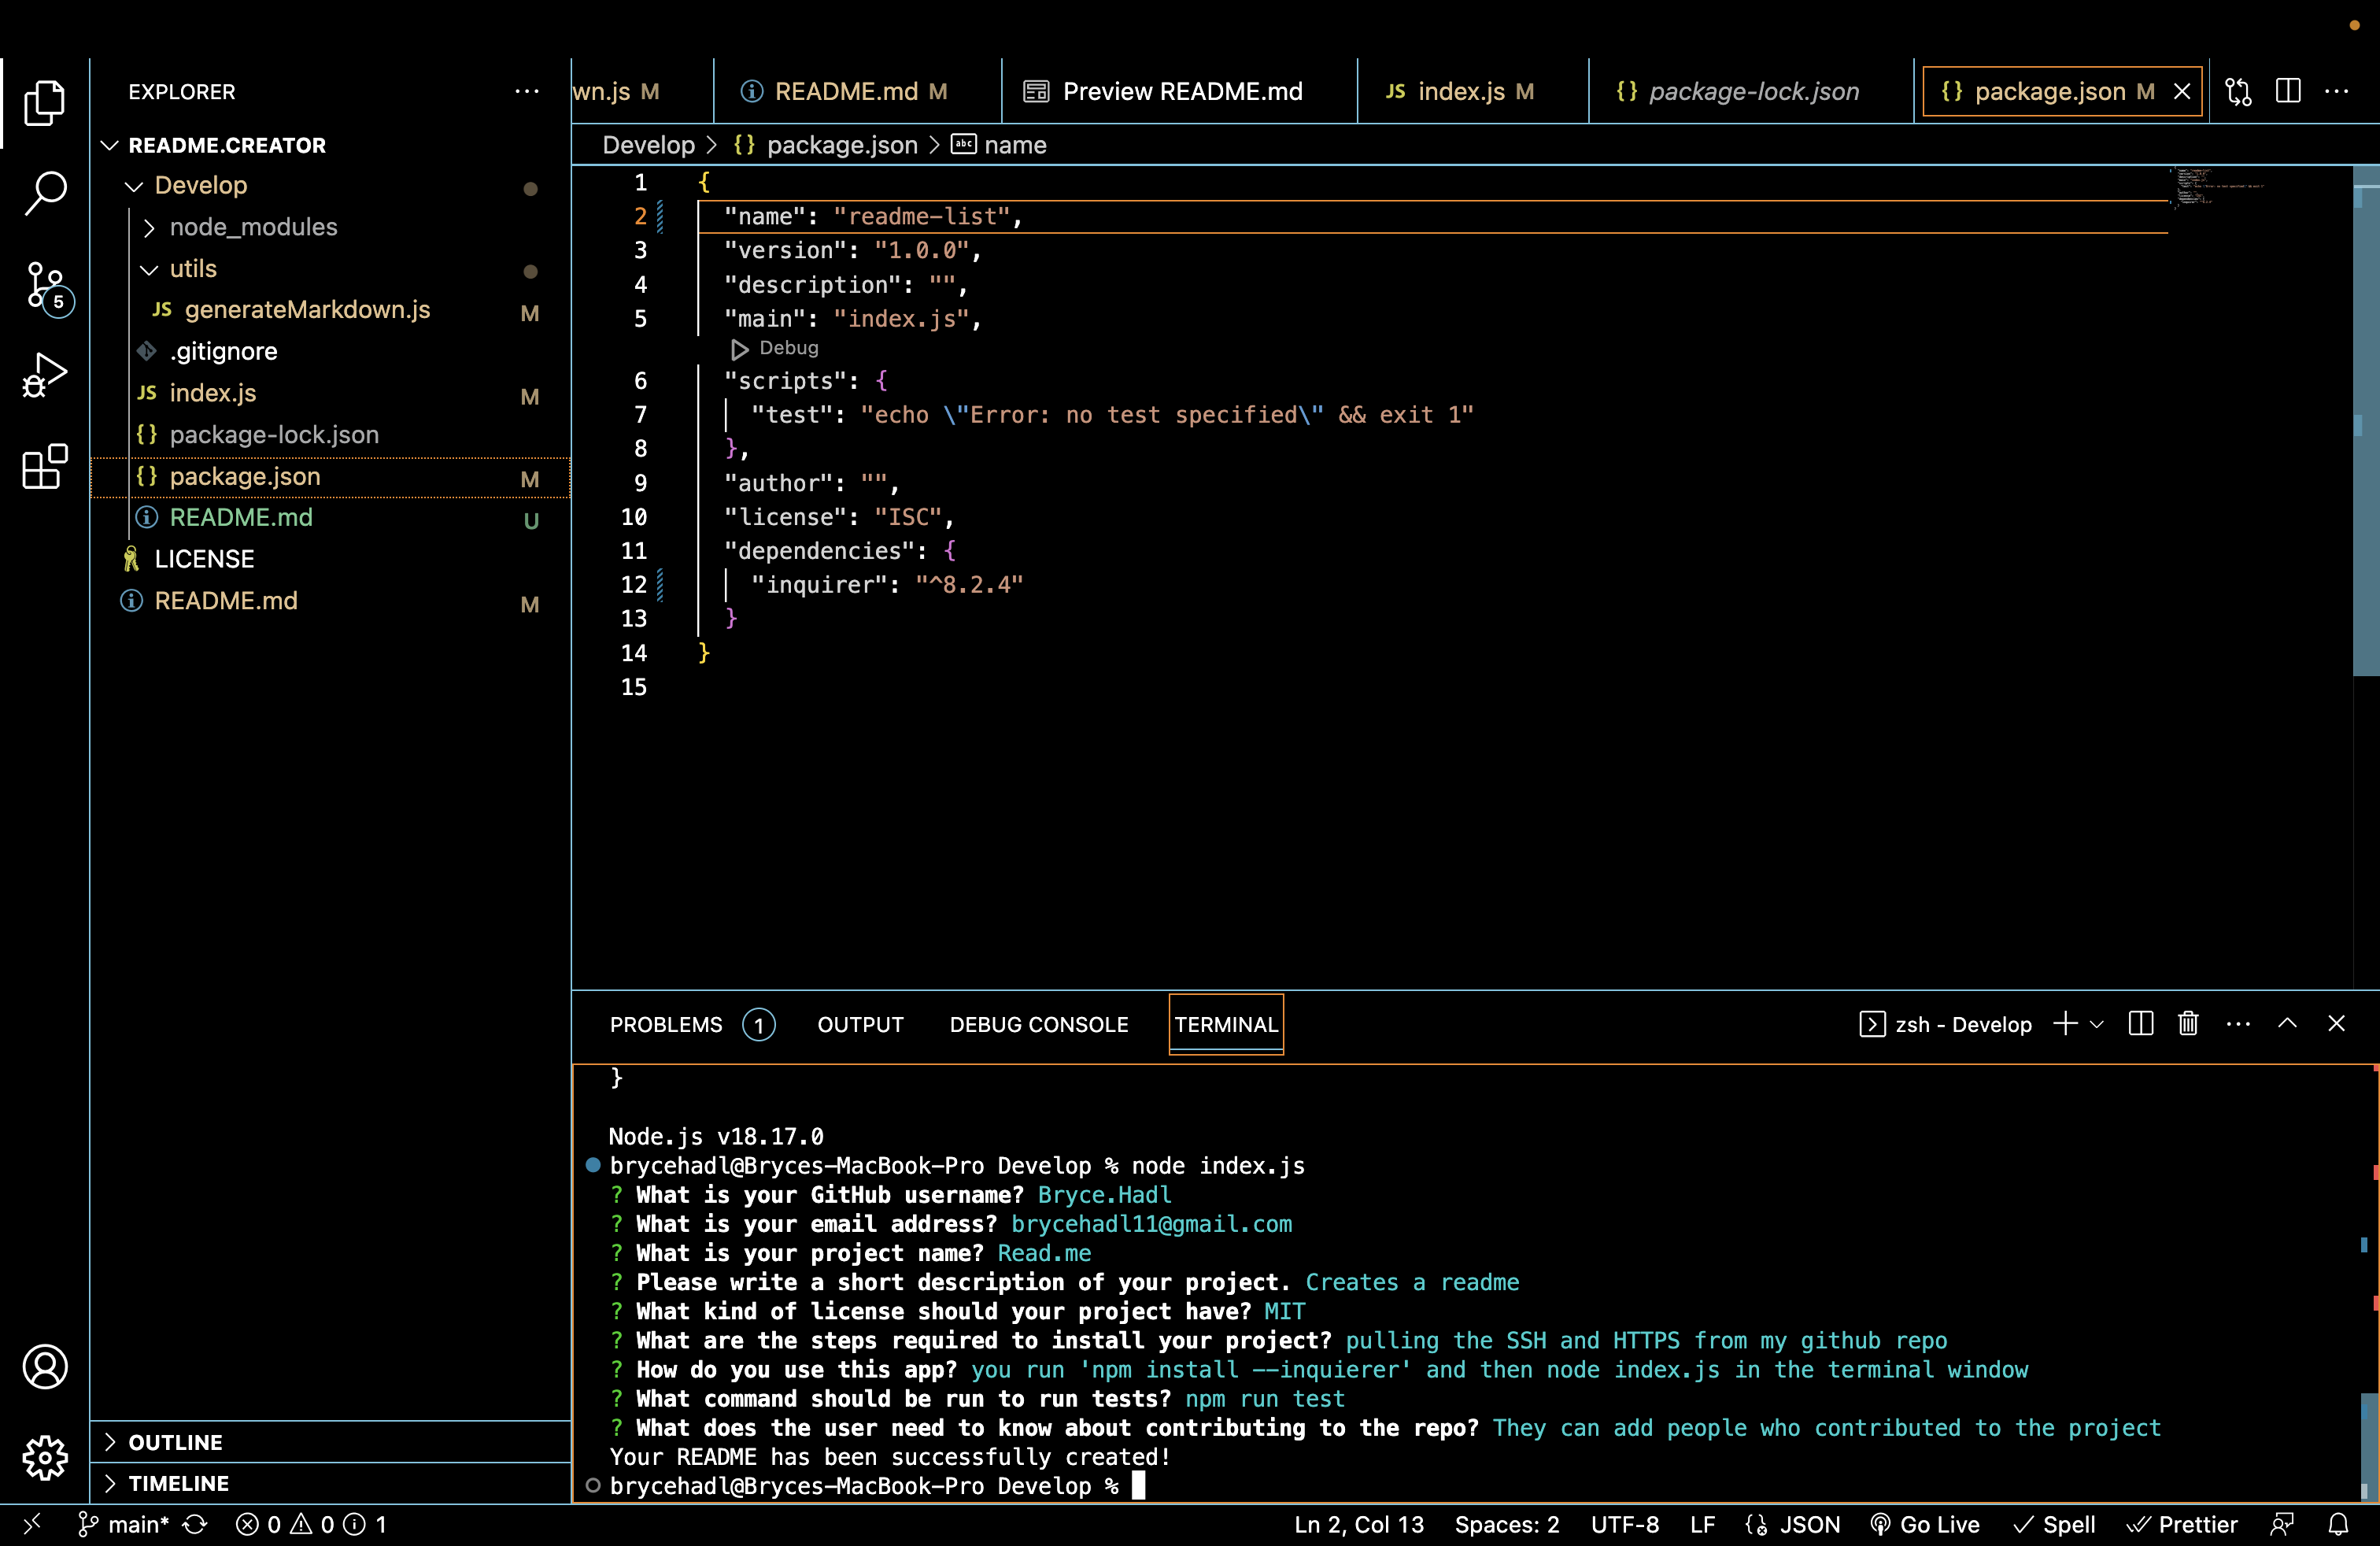 EXPLORER
README.CREATOR
Develop
node_modules
utils
JS generateMarkdown.js M
.gitignore
JS index.js M
{} package-lock.json
{} package.json M
README.md U
LICENSE
README.md M
OUTLINE
TIMELINE
5
wn.js M
README.md M
Preview README.md
JS index.js M
{} package-lock.json
{} package.json M
Develop > {} package.json > abc name
1 {
2 "name": "readme-list",
3 "version": "1.0.0",
4 "description": "",
5 "main": "index.js",
Debug
6 "scripts": {
7 "test": "echo \"Error: no test specified\" && exit 1"
8 },
9 "author": "",
10 "license": "ISC",
11 "dependencies": {
12 "inquirer": "^8.2.4"
13 }
14 }
15
PROBLEMS 1 OUTPUT DEBUG CONSOLE TERMINAL zsh - Develop
}
Node.js v18.17.0
brycehadl@Bryces-MacBook-Pro Develop % node index.js
? What is your GitHub username? Bryce.Hadl
? What is your email address? brycehadl11@gmail.com
? What is your project name? Read.me
? Please write a short description of your project. Creates a readme
? What kind of license should your project have? MIT
? What are the steps required to install your project? pulling the SSH and HTTPS from my github repo
? How do you use this app? you run 'npm install --inquierer' and then node index.js in the terminal window
? What command should be run to run tests? npm run test
? What does the user need to know about contributing to the repo? They can add people who contributed to the project
Your README has been successfully created!
brycehadl@Bryces-MacBook-Pro Develop %
main* 0 0 1 Ln 2, Col 13 Spaces: 2 UTF-8 LF JSON Go Live Spell Prettier